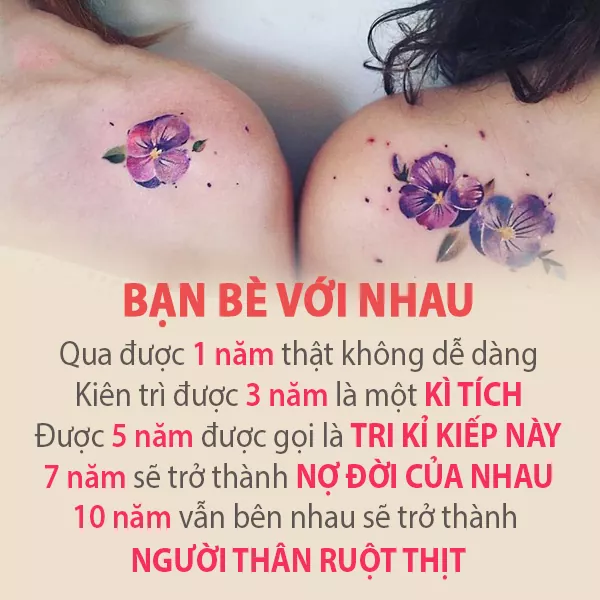 BẠN BÈ VỚI NHAU
Qua được 1 năm thật không dễ dàng
Kiên trì được 3 năm là một KÌ TÍCH
Được 5 năm được gọi là TRI KỈ KIẾP NÀY
7 năm sẽ trở thành NỢ ĐỜI CỦA NHAU
10 năm vẫn bên nhau sẽ trở thành
NGƯỜI THÂN RUỘT THỊT